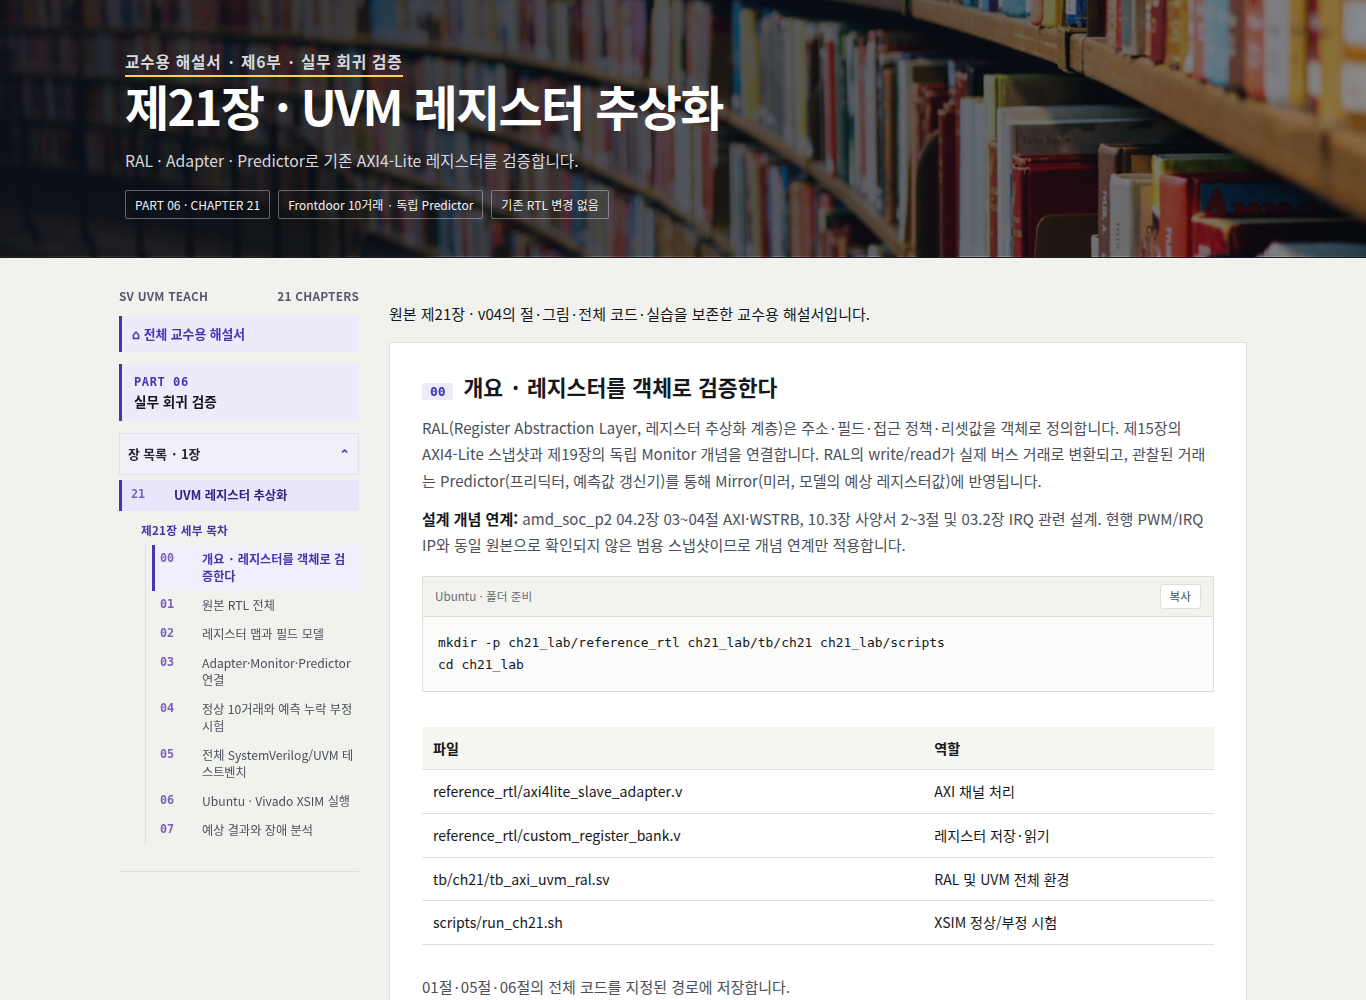 교수용 해설서 · 제6부 · 실무 회귀 검증
제21장 · UVM 레지스터 추상화
RAL · Adapter · Predictor로 기존 AXI4-Lite 레지스터를 검증합니다.
PART 06 · CHAPTER 21
Frontdoor 10거래 · 독립 Predictor
기존 RTL 변경 없음
SV UVM TEACH
21 CHAPTERS
⌂ 전체 교수용 해설서
PART 06
실무 회귀 검증
장 목록 · 1장
21 UVM 레지스터 추상화
제21장 세부 목차
00 개요 · 레지스터를 객체로 검
증한다
01 원본 RTL 전체
02 레지스터 맵과 필드 모델
03 Adapter·Monitor·Predictor
연결
04 정상 10거래와 예측 누락 부정
시험
05 전체 SystemVerilog/UVM 테
스트벤치
06 Ubuntu · Vivado XSIM 실행
07 예상 결과와 장애 분석
원본 제21장 · v04의 절·그림·전체 코드·실습을 보존한 교수용 해설서입니다.
00 개요 · 레지스터를 객체로 검증한다
RAL(Register Abstraction Layer, 레지스터 추상화 계층)은 주소·필드·접근 정책·리셋값을 객체로 정의합니다. 제15장의
AXI4-Lite 스냅샷과 제19장의 독립 Monitor 개념을 연결합니다. RAL의 write/read가 실제 버스 거래로 변환되고, 관찰된 거래
는 Predictor(프리딕터, 예측값 갱신기)를 통해 Mirror(미러, 모델의 예상 레지스터값)에 반영됩니다.
설계 개념 연계: amd_soc_p2 04.2장 03~04절 AXI·WSTRB, 10.3장 사양서 2~3절 및 03.2장 IRQ 관련 설계. 현행 PWM/IRQ
IP와 동일 원본으로 확인되지 않은 범용 스냅샷이므로 개념 연계만 적용합니다.
Ubuntu · 폴더 준비
복사
mkdir -p ch21_lab/reference_rtl ch21_lab/tb/ch21 ch21_lab/scripts
cd ch21_lab
파일 역할
reference_rtl/axi4lite_slave_adapter.v AXI 채널 처리
reference_rtl/custom_register_bank.v 레지스터 저장·읽기
tb/ch21/tb_axi_uvm_ral.sv RAL 및 UVM 전체 환경
scripts/run_ch21.sh XSIM 정상/부정 시험
01절·05절·06절의 전체 코드를 지정된 경로에 저장합니다.